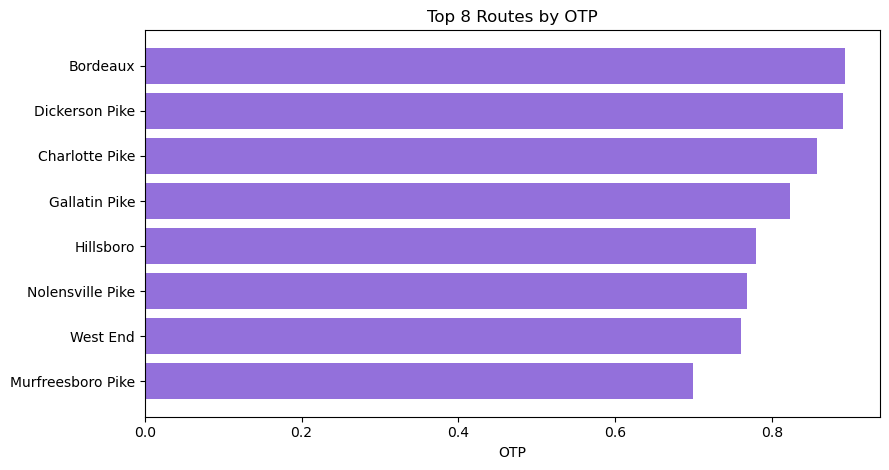 Top 8 Routes by OTP
Bordeaux
Dickerson Pike
Charlotte Pike
Gallatin Pike
Hillsboro
Nolensville Pike
West End
Murfreesboro Pike
0.0 0.2 0.4 0.6 0.8
OTP